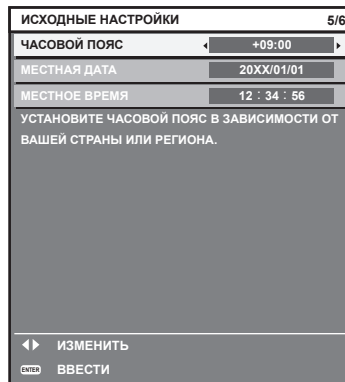 ИСХОДНЫЕ НАСТРОЙКИ 5/6
ЧАСОВОЙ ПОЯС +09:00
МЕСТНАЯ ДАТА 20XX/01/01
МЕСТНОЕ ВРЕМЯ 12 : 34 : 56
УСТАНОВИТЕ ЧАСОВОЙ ПОЯС В ЗАВИСИМОСТИ ОТ
ВАШЕЙ СТРАНЫ ИЛИ РЕГИОНА.
ИЗМЕНИТЬ
ENTER ВВЕСТИ